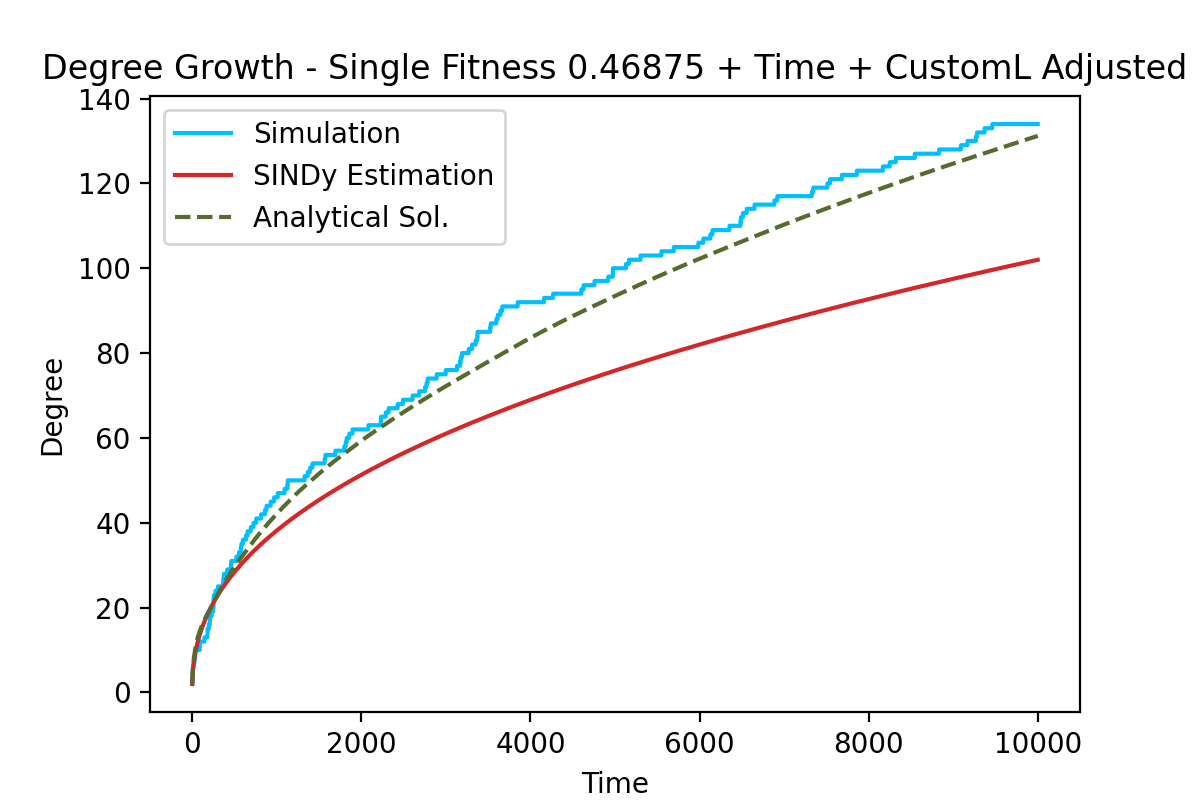 Degree Growth - Single Fitness 0.46875 + Time + CustomL Adjusted
140
120
100
80
60
40
20
0
Degree
Simulation
SINDy Estimation
Analytical Sol.
0 2000 4000 6000 8000 10000
Time